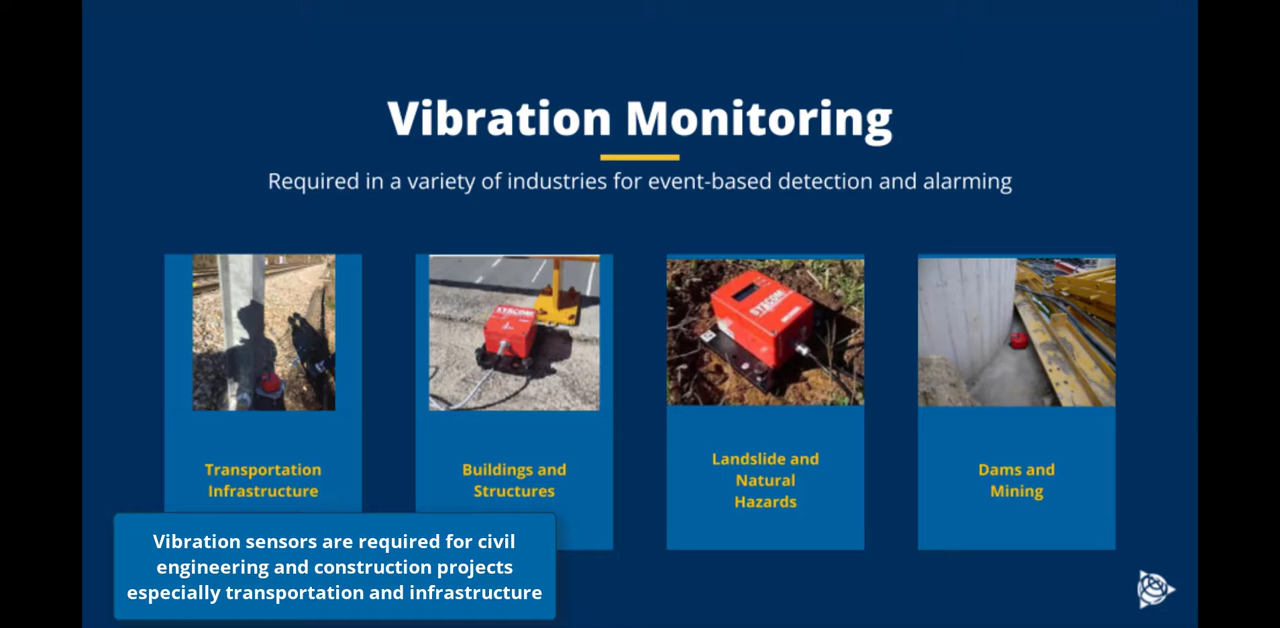 Vibration Monitoring
Required in a variety of industries for event-based detection and alarming
SYSCOM
SYSCOM
Transportation
Infrastructure
Buildings and
Structures
Landslide and
Natural
Hazards
Dams and
Mining
Vibration sensors are required for civil
engineering and construction projects
especially transportation and infrastructure